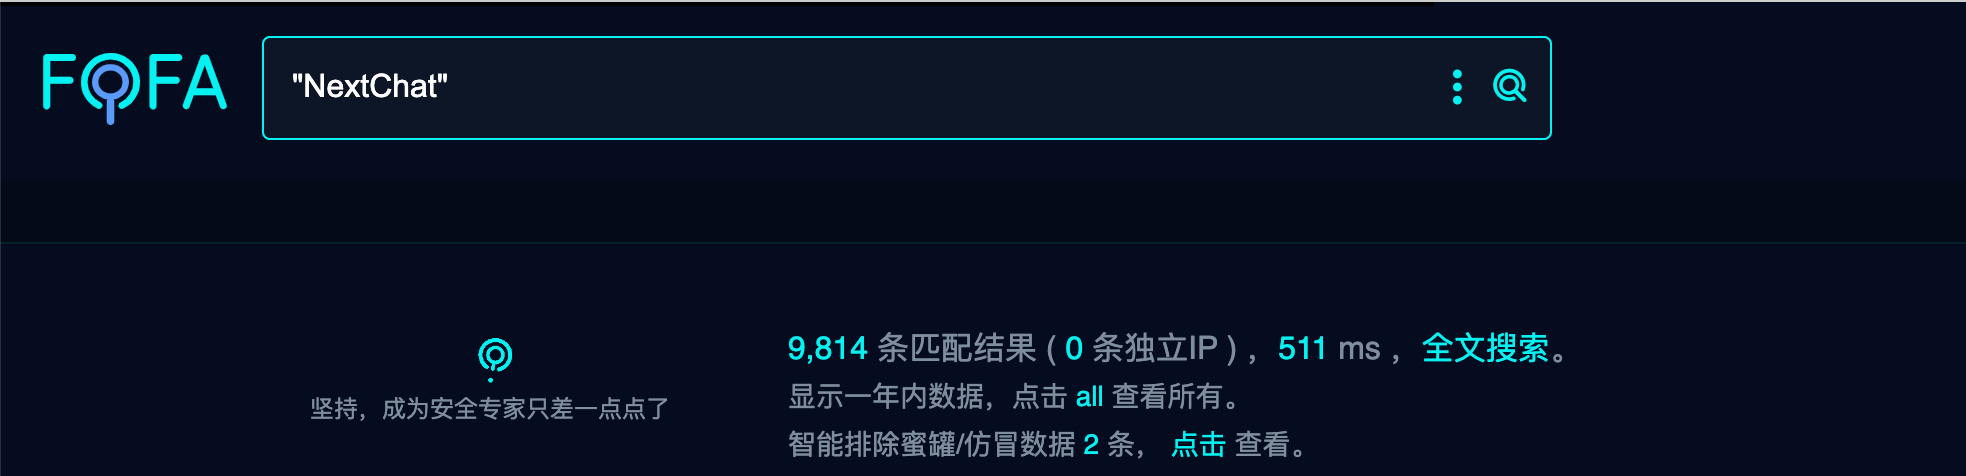 FOFA
"NextChat"
9,814 条匹配结果 ( 0 条独立IP ) ，511 ms ，全文搜索。
显示一年内数据，点击 all 查看所有。
坚持，成为安全专家只差一点点了
智能排除蜜罐/仿冒数据 2 条， 点击 查看。